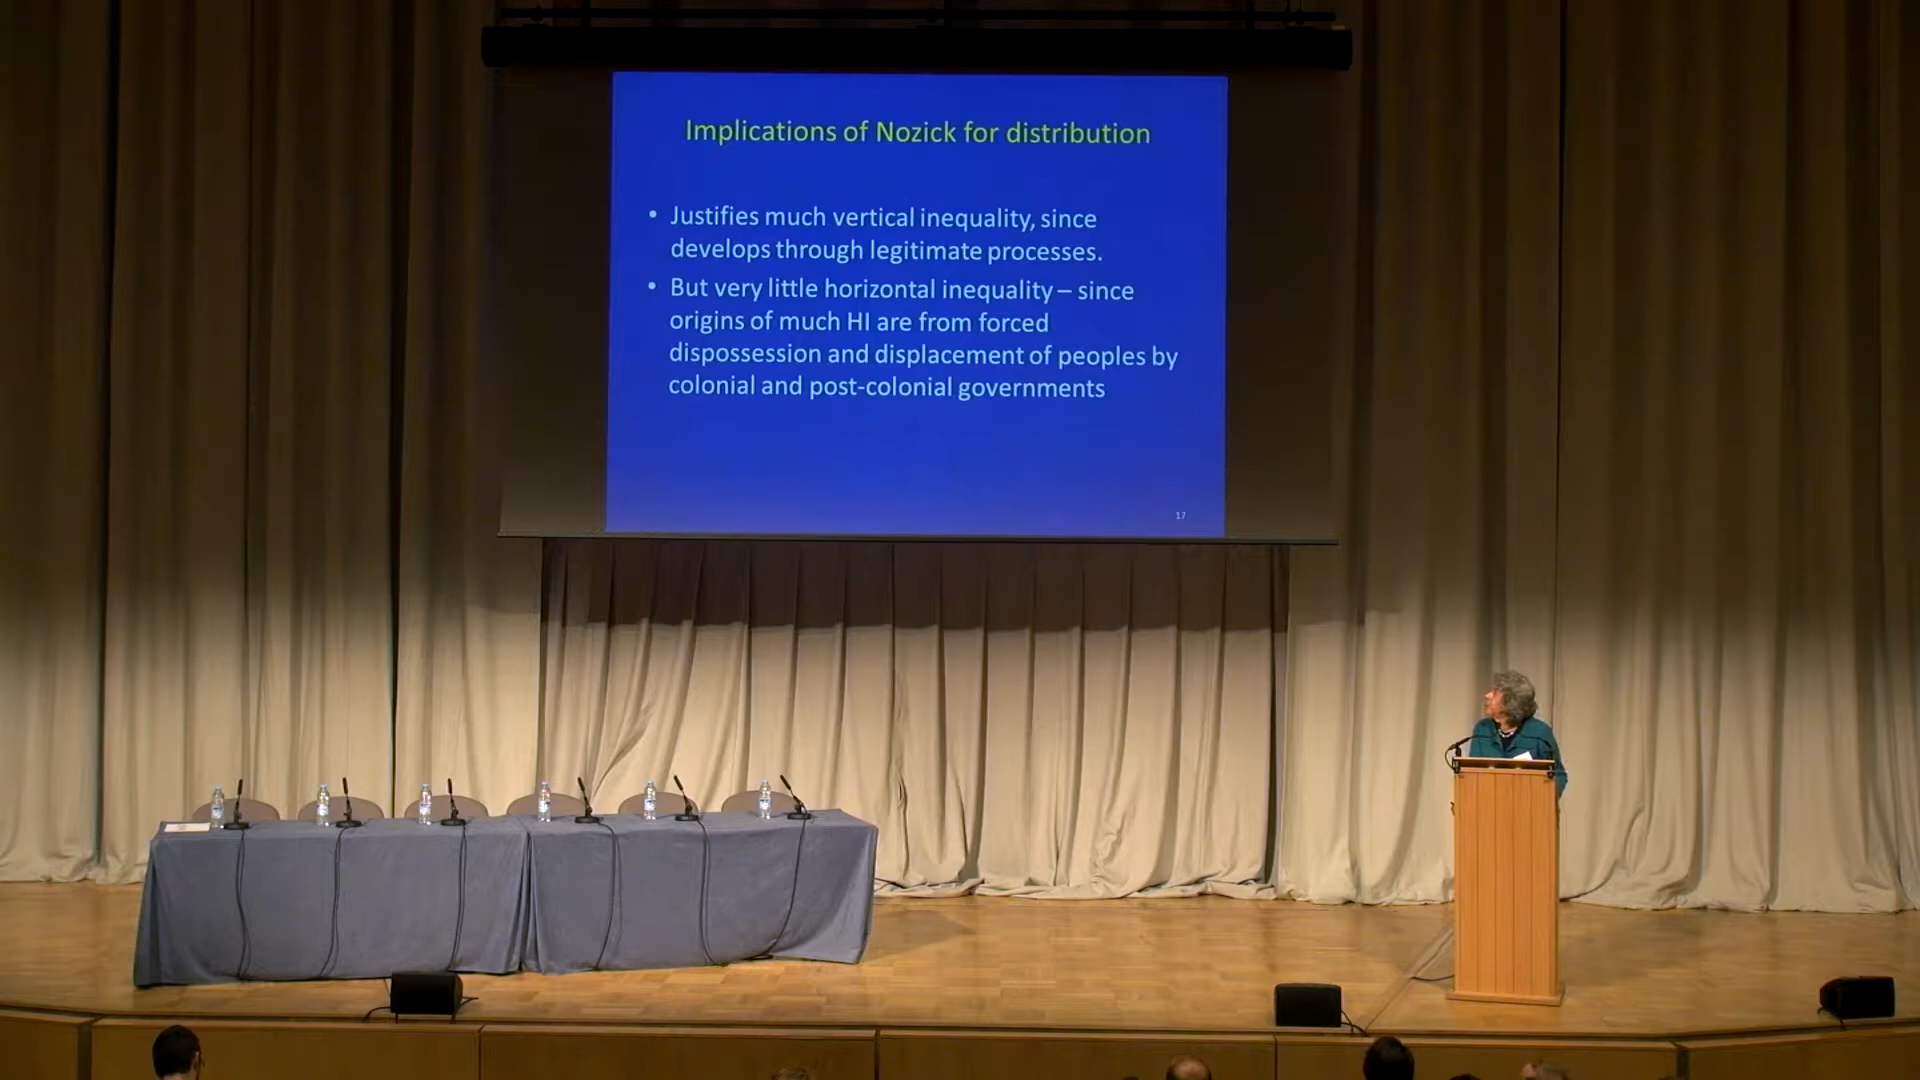 Implications of Nozick for distribution
• Justifies much vertical inequality, since
develops through legitimate processes.
• But very little horizontal inequality – since
origins of much HI are from forced
dispossession and displacement of peoples by
colonial and post-colonial governments
17